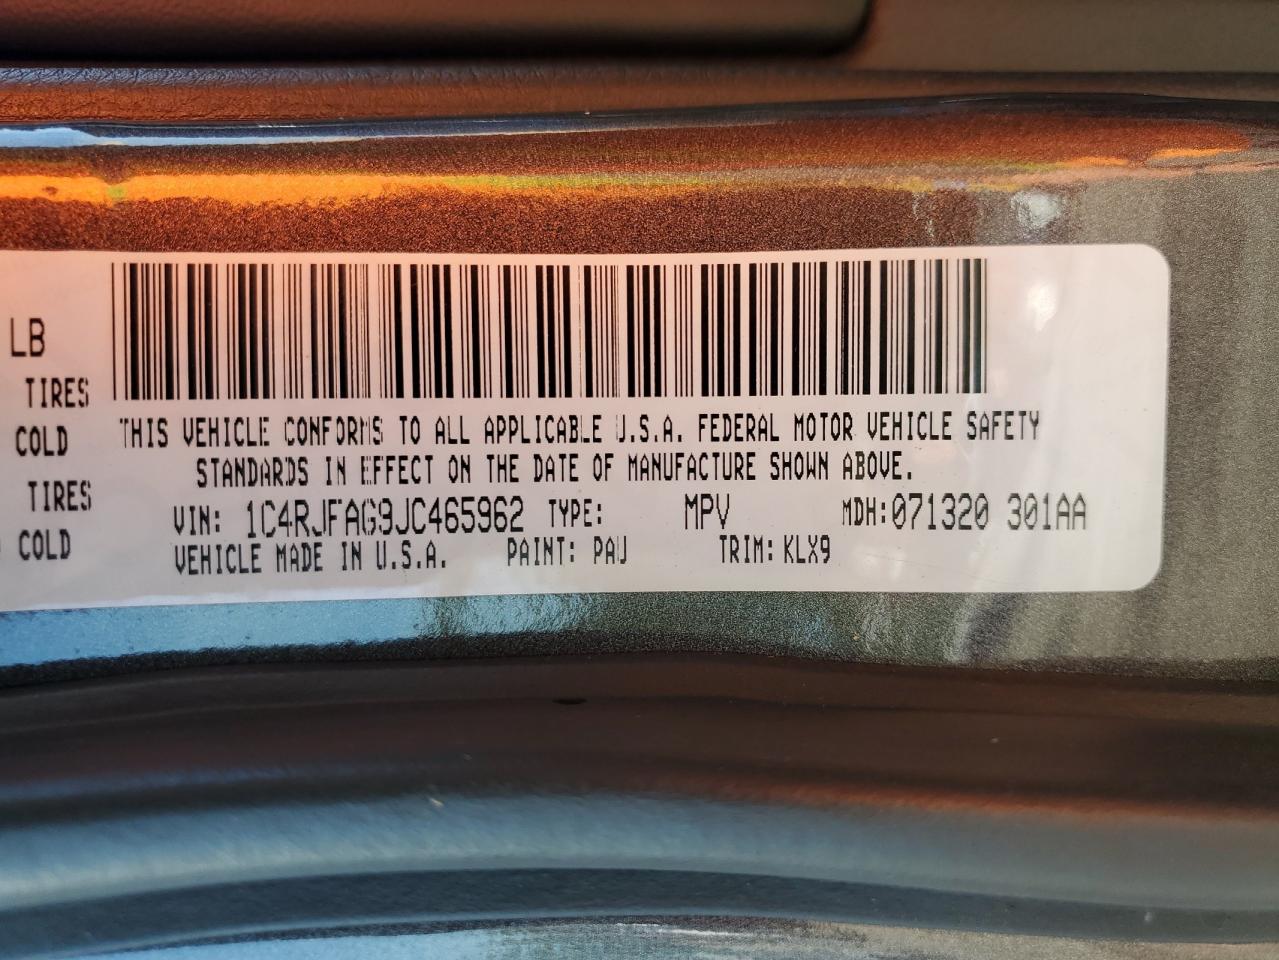 LB
TIRES
COLD
TIRES
COLD
THIS VEHICLE CONFORMS TO ALL APPLICABLE U.S.A. FEDERAL MOTOR VEHICLE SAFETY
STANDARDS IN EFFECT ON THE DATE OF MANUFACTURE SHOWN ABOVE.
VIN: 1C4RJFAG9JC465962 TYPE: MPV MDH:071320 301AA
VEHICLE MADE IN U.S.A. PAINT: PAU TRIM: KLX9